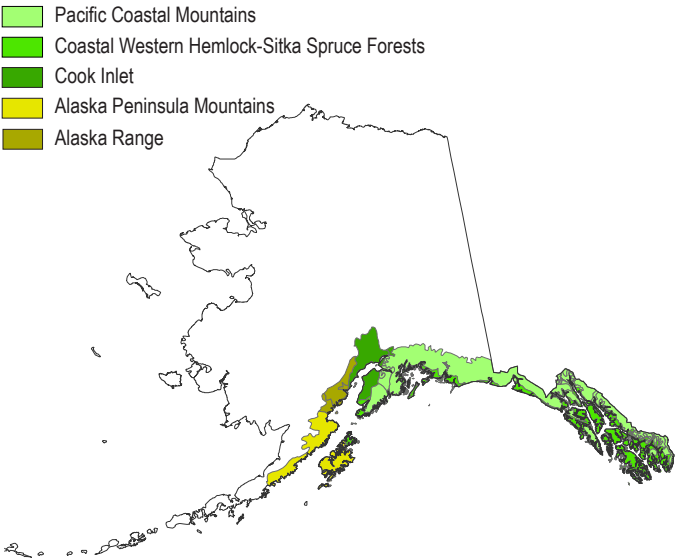 Pacific Coastal Mountains
Coastal Western Hemlock-Sitka Spruce Forests
Cook Inlet
Alaska Peninsula Mountains
Alaska Range